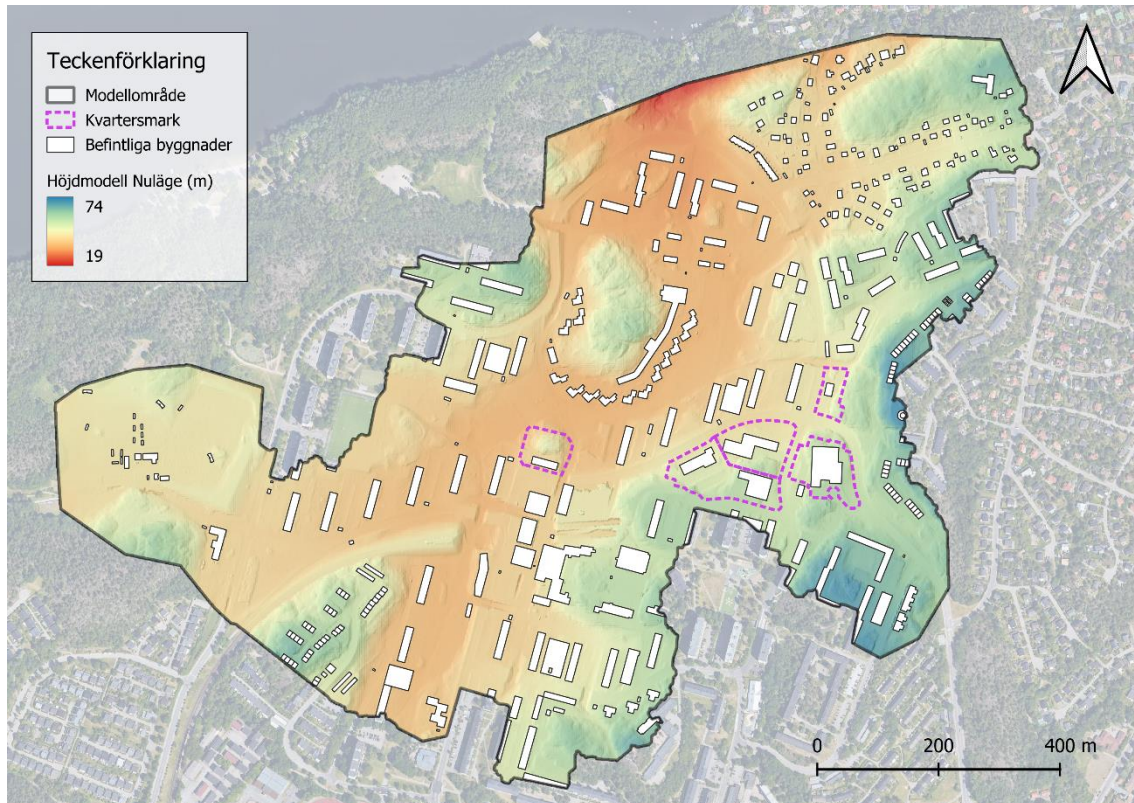 Teckenförklaring
Modellområde
Kvartersmark
Befintliga byggnader
Höjdmodell Nuläge (m)
74
19
0 200 400 m